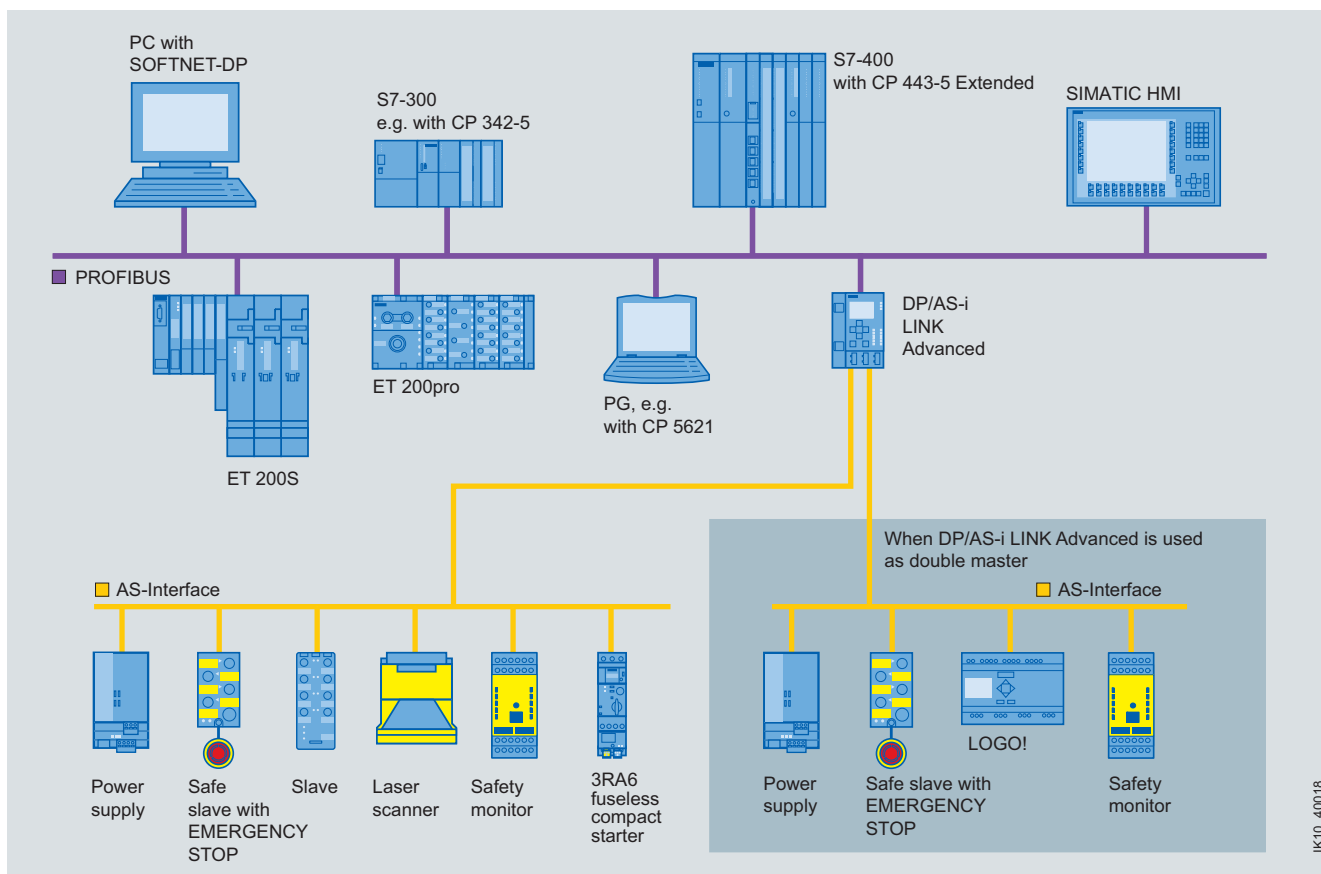 PC with
SOFTNET-DP
S7-300
e.g. with CP 342-5
S7-400
with CP 443-5 Extended
SIMATIC HMI
PROFIBUS
ET 200S
ET 200pro
PG, e.g.
with CP 5621
DP/AS-i
LINK
Advanced
When DP/AS-i LINK Advanced is used
as double master
AS-Interface
AS-Interface
Power
supply
Safe
slave with
EMERGENCY
STOP
Slave
Laser
scanner
Safety
monitor
3RA6
fuseless
compact
starter
Power
supply
Safe slave with
EMERGENCY
STOP
LOGO!
Safety
monitor
IK10_40018